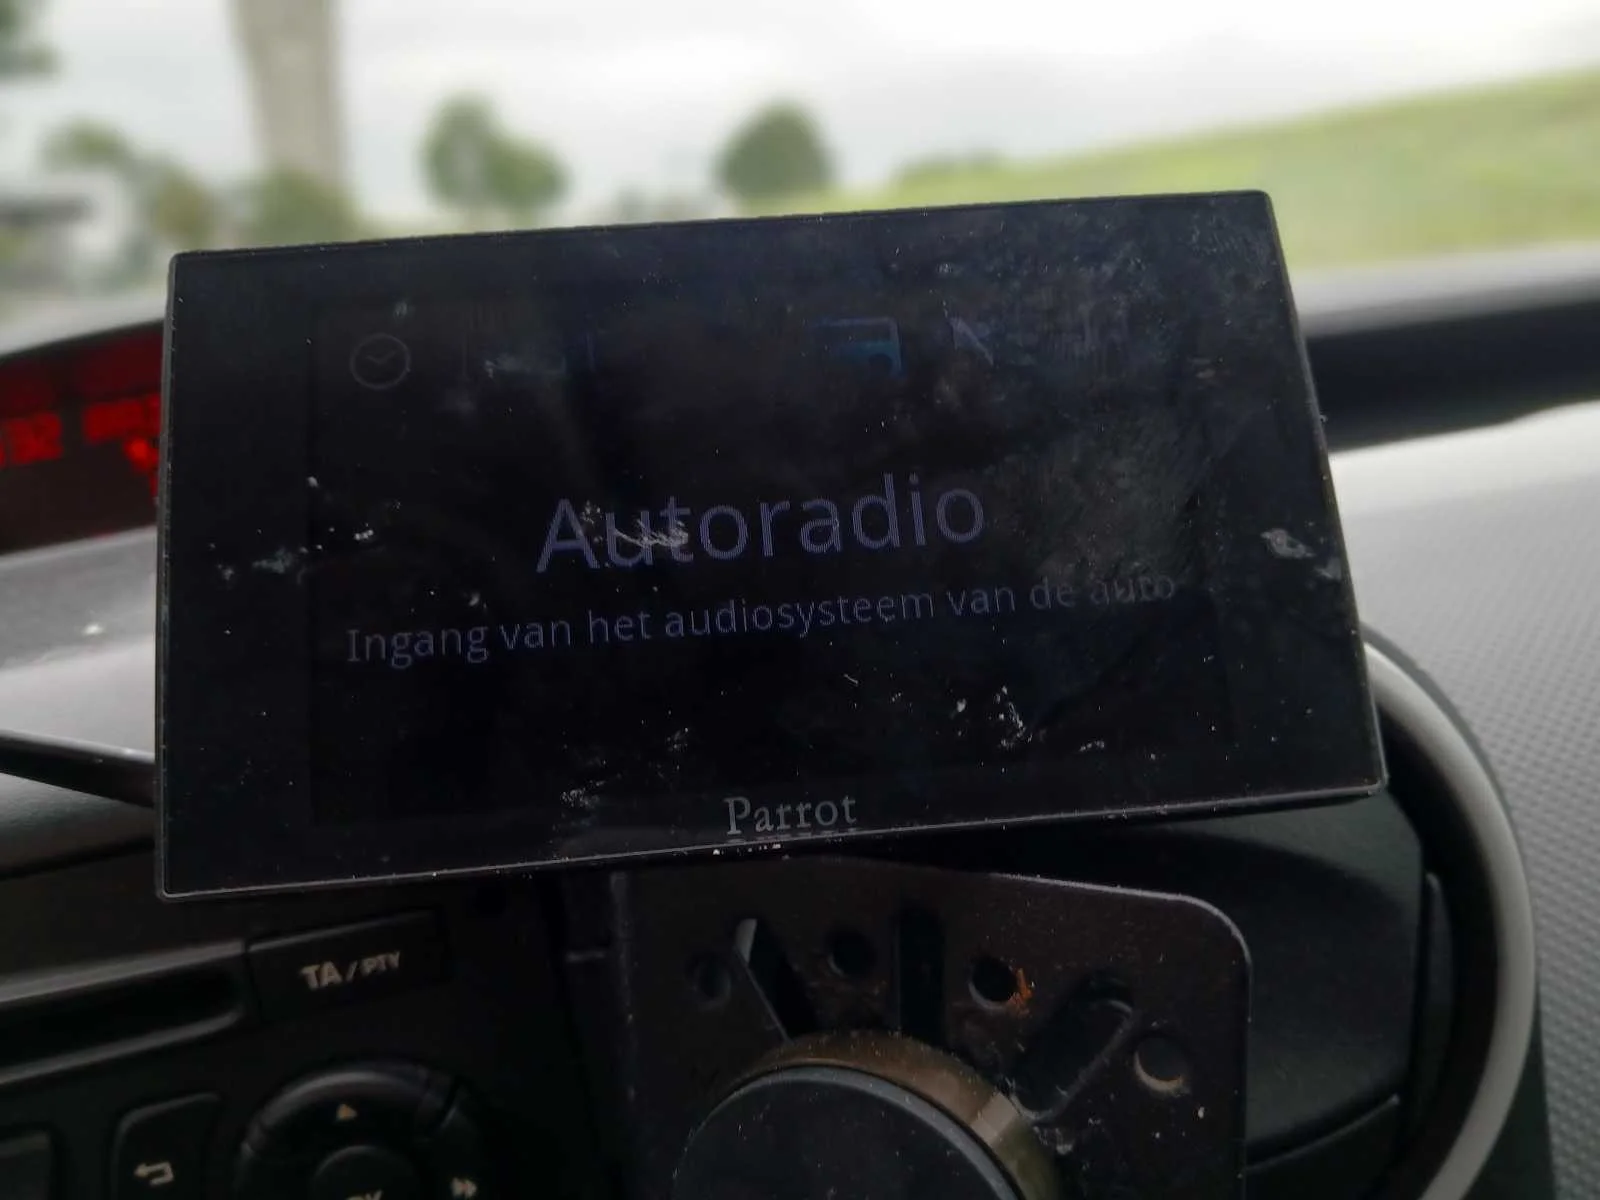 Autoradio
Ingang van het audiosysteem van de auto
Parrot
TA/PTY